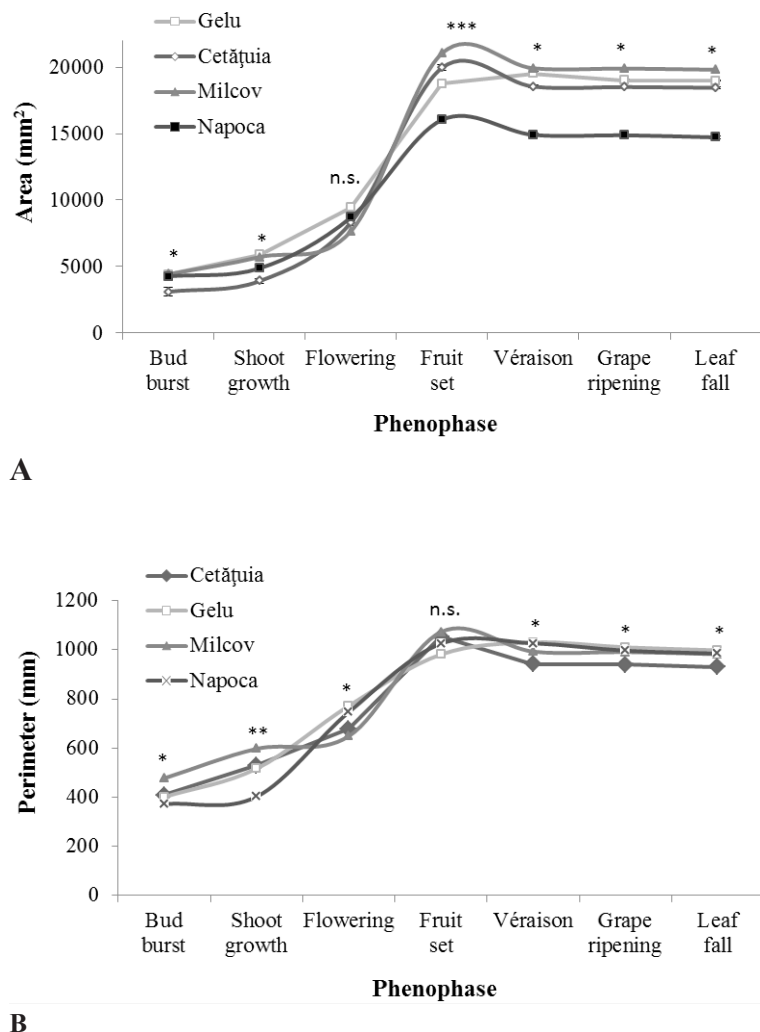 Gelu
Cetăţuia
Milcov
Napoca
***
*
*
*
n.s.
*
*
20000
15000
10000
5000
0
Area (mm²)
Bud burst
Shoot growth
Flowering
Fruit set
Véraison
Grape ripening
Leaf fall
Phenophase
A
Cetăţuia
Gelu
Milcov
Napoca
n.s.
*
*
*
*
**
*
1200
1000
800
600
400
200
0
Perimeter (mm)
Bud burst
Shoot growth
Flowering
Fruit set
Véraison
Grape ripening
Leaf fall
Phenophase
B